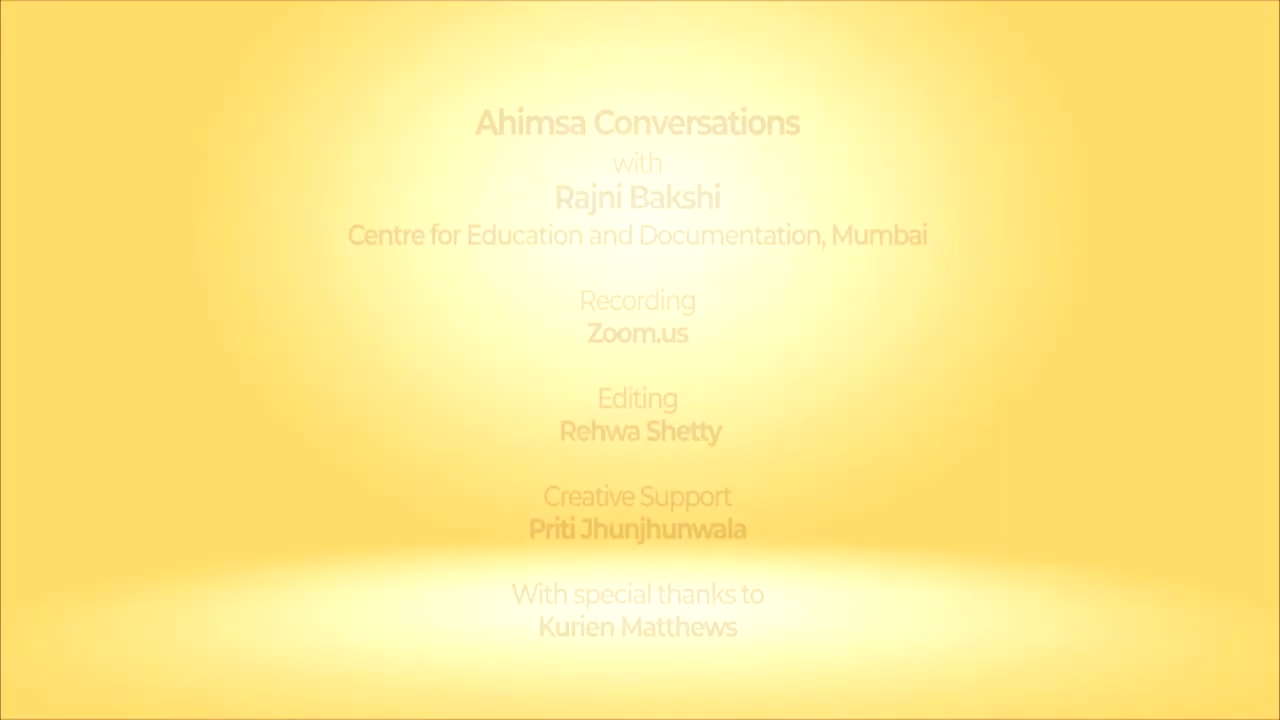 Ahimsa Conversations
with
Rajni Bakshi
Centre for Education and Documentation, Mumbai
Recording
Zoom.us
Editing
Rehwa Shetty
Creative Support
Priti Jhunjhunwala
With special thanks to
Kurien Matthews